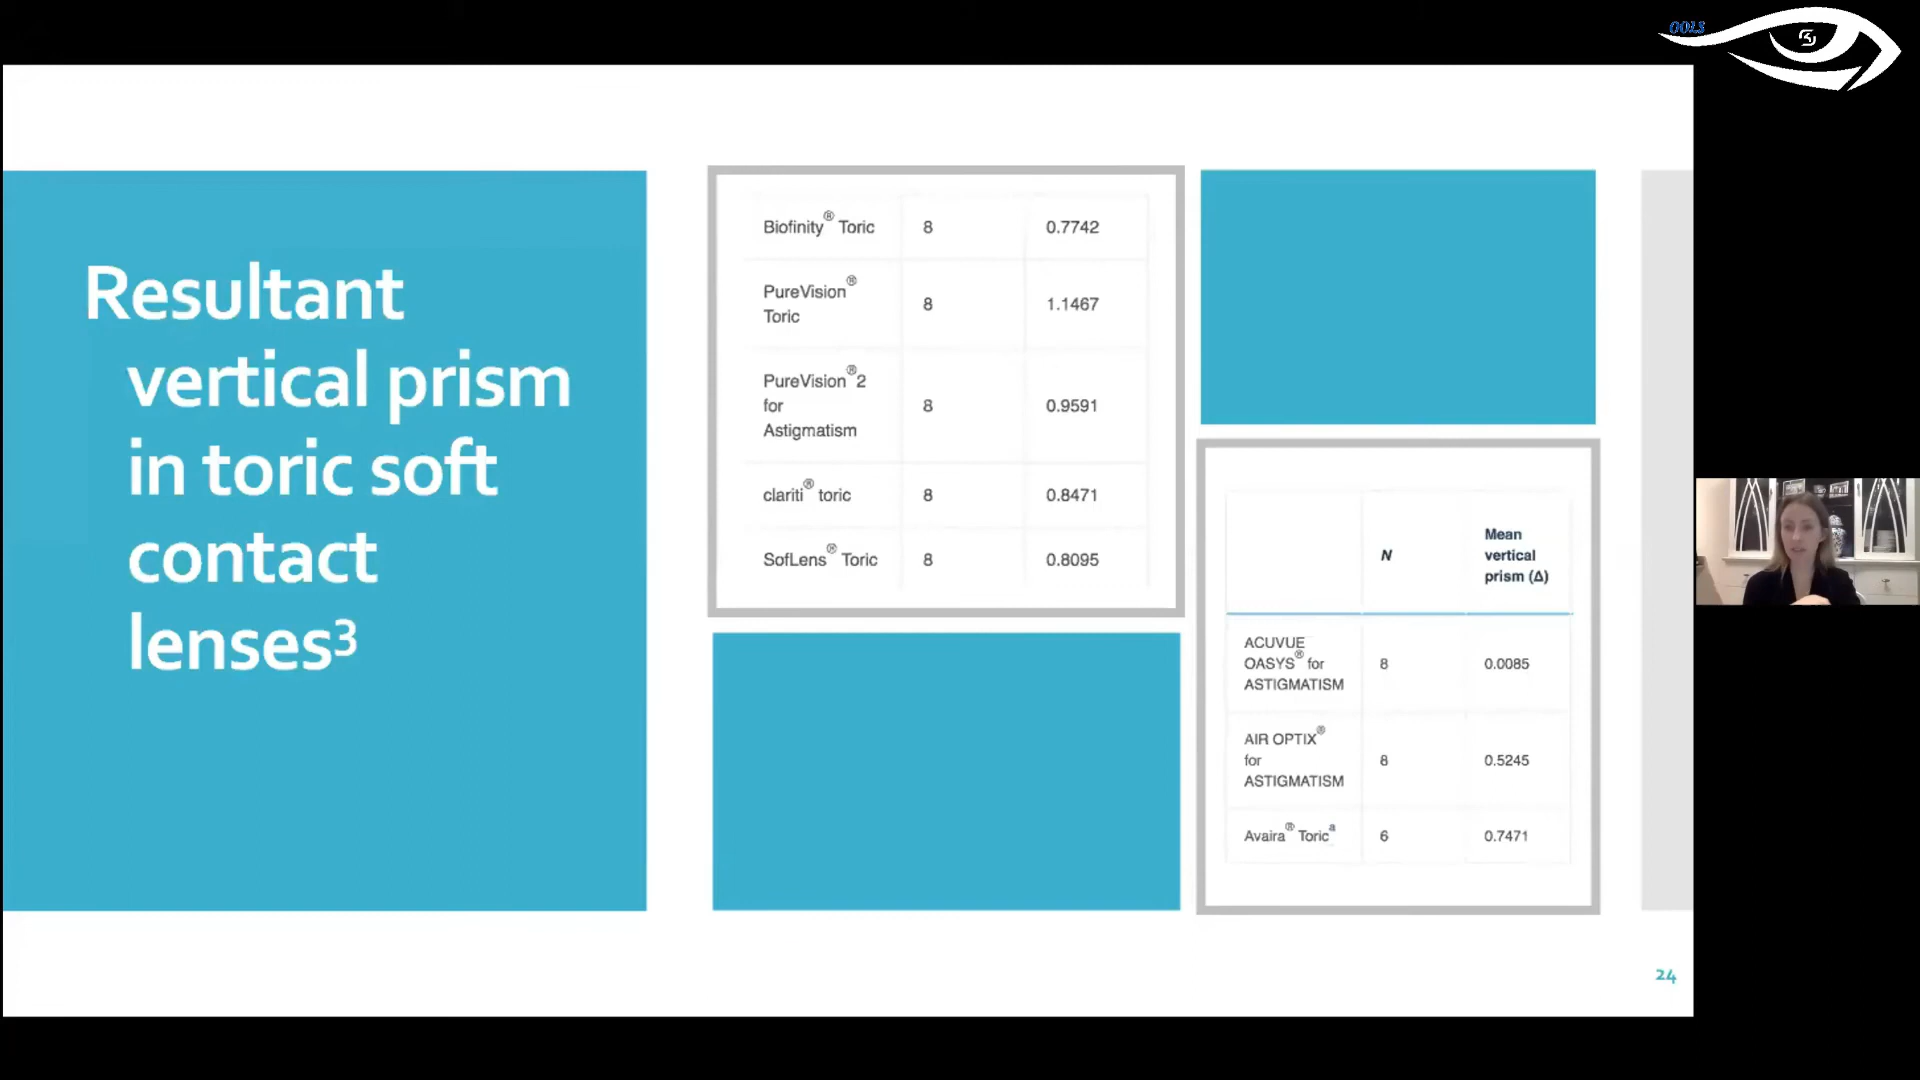 OOLS
Resultant
vertical prism
in toric soft
contact
lenses³
Biofinity® Toric 8 0.7742
PureVision®
Toric 8 1.1467
PureVision®2
for
Astigmatism 8 0.9591
clariti® toric 8 0.8471
SofLens® Toric 8 0.8095
N Mean
vertical
prism (Δ)
ACUVUE
OASYS® for
ASTIGMATISM 8 0.0085
AIR OPTIX®
for
ASTIGMATISM 8 0.5245
Avaira® Toricª 6 0.7471
24